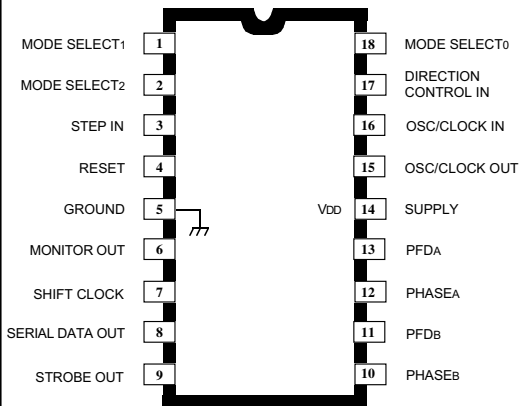 MODE SELECT1 1 18 MODE SELECT0
MODE SELECT2 2 17 DIRECTION
CONTROL IN
STEP IN 3 16 OSC/CLOCK IN
RESET 4 15 OSC/CLOCK OUT
GROUND 5 VDD 14 SUPPLY
MONITOR OUT 6 13 PFDA
SHIFT CLOCK 7 12 PHASEA
SERIAL DATA OUT 8 11 PFDB
STROBE OUT 9 10 PHASEB